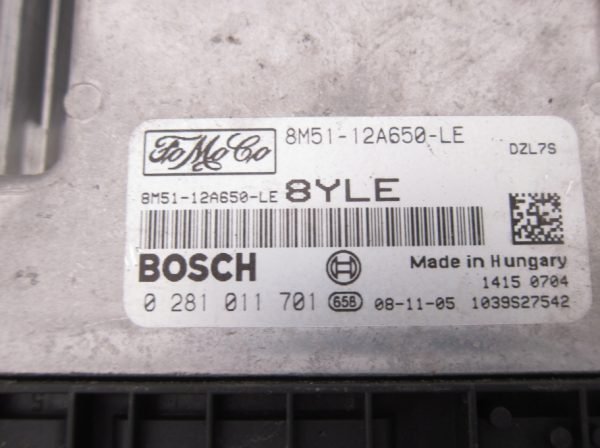 FoMoCo
8M51-12A650-LE
DZL7S
8M51-12A650-LE 8YLE
BOSCH
Made in Hungary
1415 0704
0 281 011 701 658 08-11-05 1039S27542